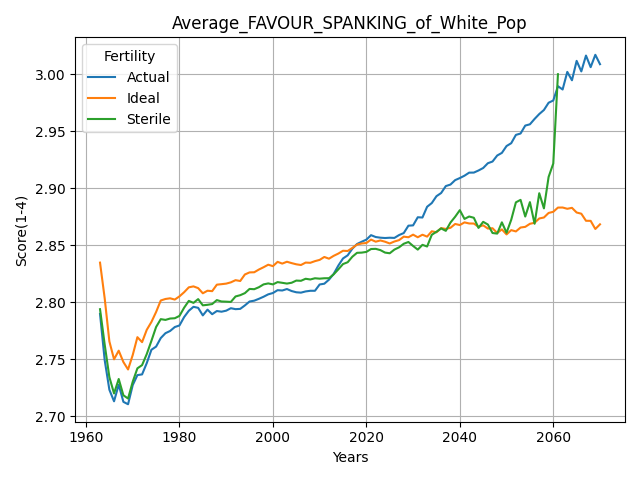 Average_FAVOUR_SPANKING_of_White_Pop
Fertility
Actual
Ideal
Sterile
Score(1-4)
3.00
2.95
2.90
2.85
2.80
2.75
2.70
1960 1980 2000 2020 2040 2060
Years